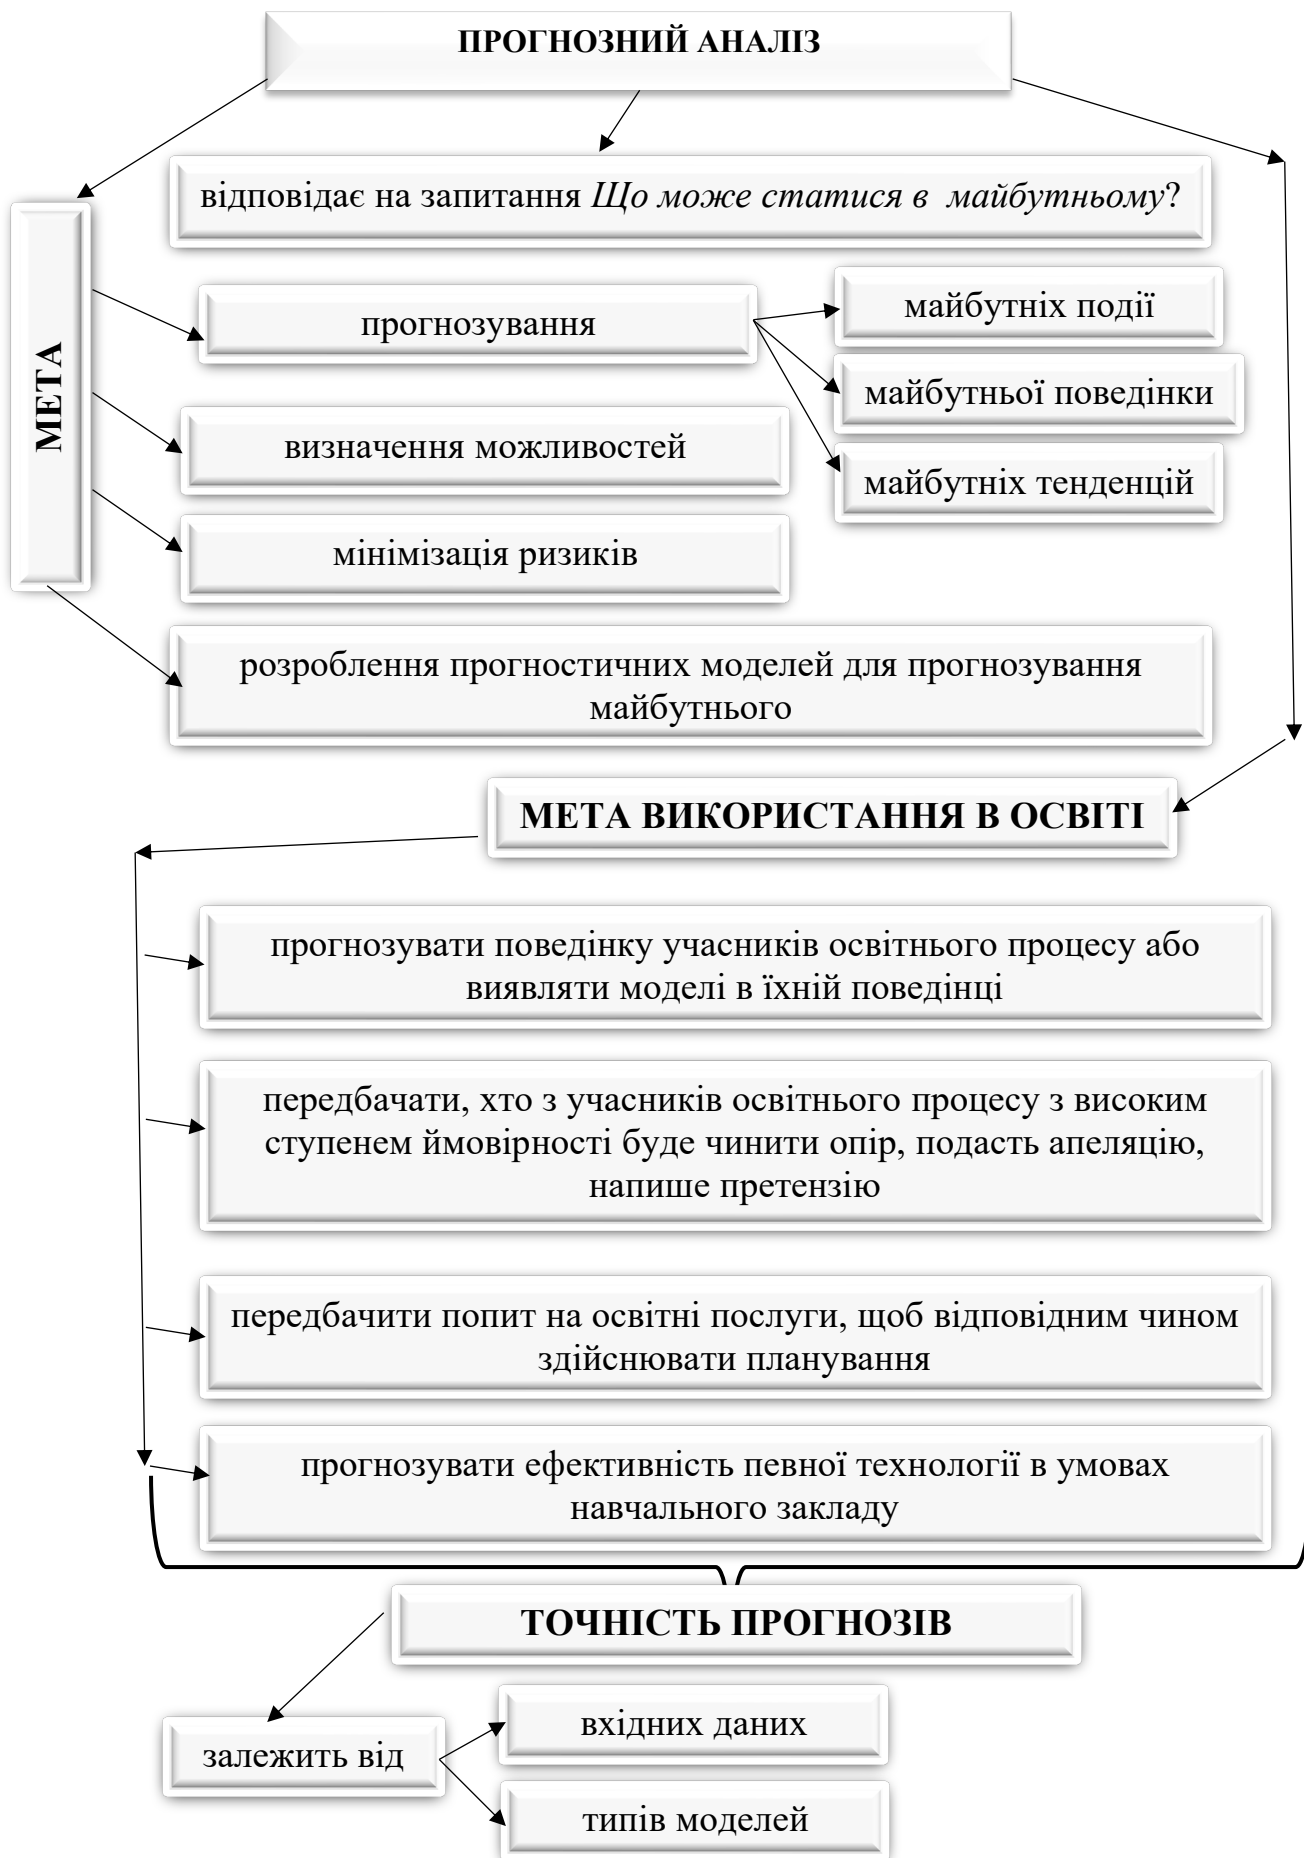 ПРОГНОЗНИЙ АНАЛІЗ
відповідає на запитання Що може статися в майбутньому?
МЕТА
прогнозування
майбутніх події
майбутньої поведінки
майбутніх тенденцій
визначення можливостей
мінімізація ризиків
розроблення прогностичних моделей для прогнозування
майбутнього
МЕТА ВИКОРИСТАННЯ В ОСВІТІ
прогнозувати поведінку учасників освітнього процесу або
виявляти моделі в їхній поведінці
передбачати, хто з учасників освітнього процесу з високим
ступенем ймовірності буде чинити опір, подасть апеляцію,
напише претензію
передбачити попит на освітні послуги, щоб відповідним чином
здійснювати планування
прогнозувати ефективність певної технології в умовах
навчального закладу
ТОЧНІСТЬ ПРОГНОЗІВ
залежить від
вхідних даних
типів моделей